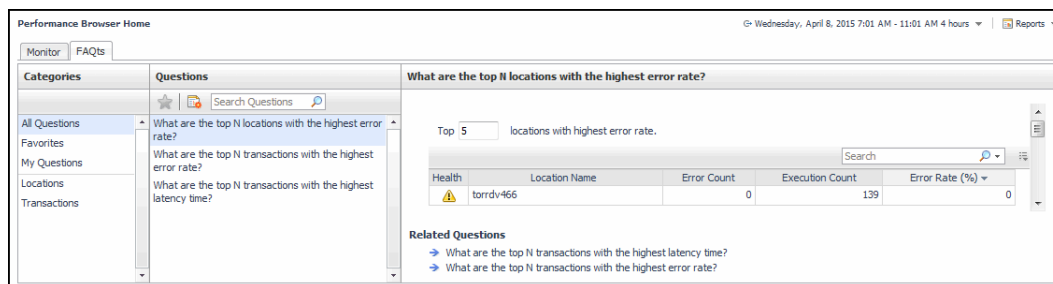 Performance Browser Home
Wednesday, April 8, 2015 7:01 AM - 11:01 AM 4 hours
Reports
Monitor
FAQts
Categories
Questions
What are the top N locations with the highest error rate?
Search Questions
All Questions
Favorites
My Questions
Locations
Transactions
What are the top N locations with the highest error
rate?
What are the top N transactions with the highest
error rate?
What are the top N transactions with the highest
latency time?
Top 5 locations with highest error rate.
Search
Health Location Name Error Count Execution Count Error Rate (%)
torrdv466 0 139 0
Related Questions
What are the top N transactions with the highest latency time?
What are the top N transactions with the highest error rate?